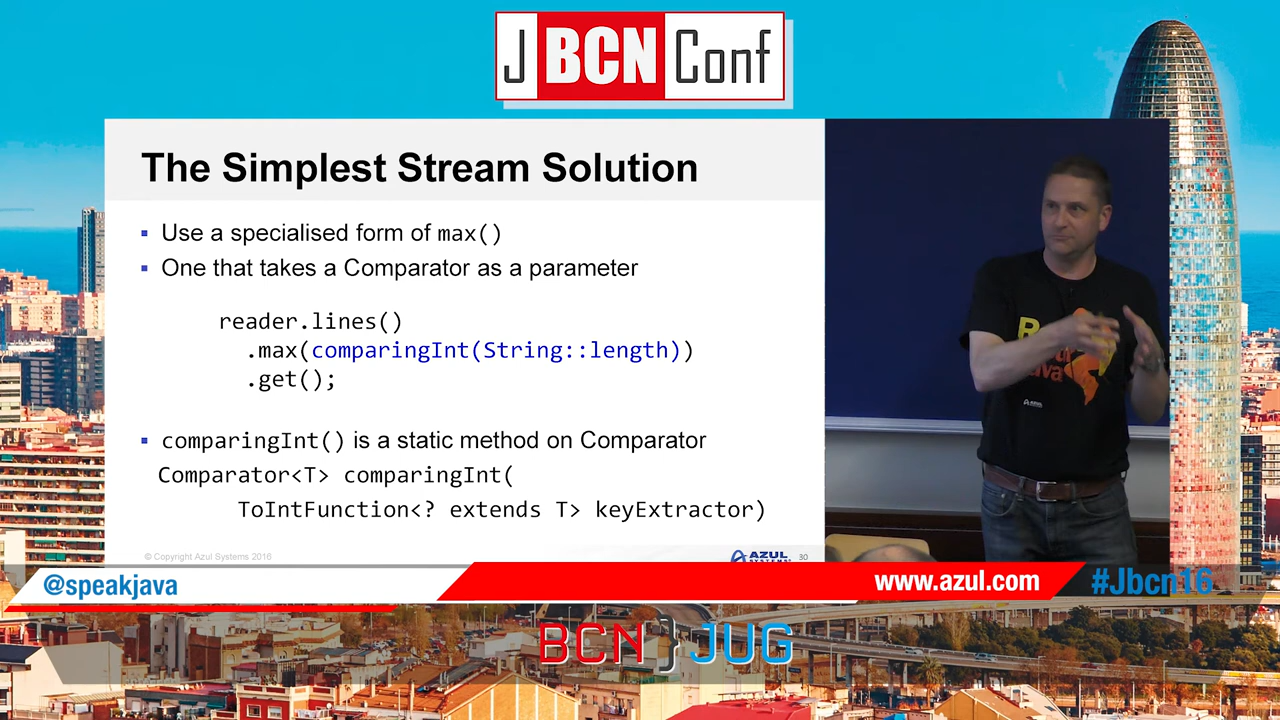 JBCNConf
The Simplest Stream Solution
▪ Use a specialised form of max()
▪ One that takes a Comparator as a parameter
reader.lines()
.max(comparingInt(String::length))
.get();
▪ comparingInt() is a static method on Comparator
Comparator<T> comparingInt(
ToIntFunction<? extends T> keyExtractor)
© Copyright Azul Systems 2016
AZUL
SYSTEMS
30
AZUL
@speakjava
www.azul.com
#Jbcn16
BCN JUG